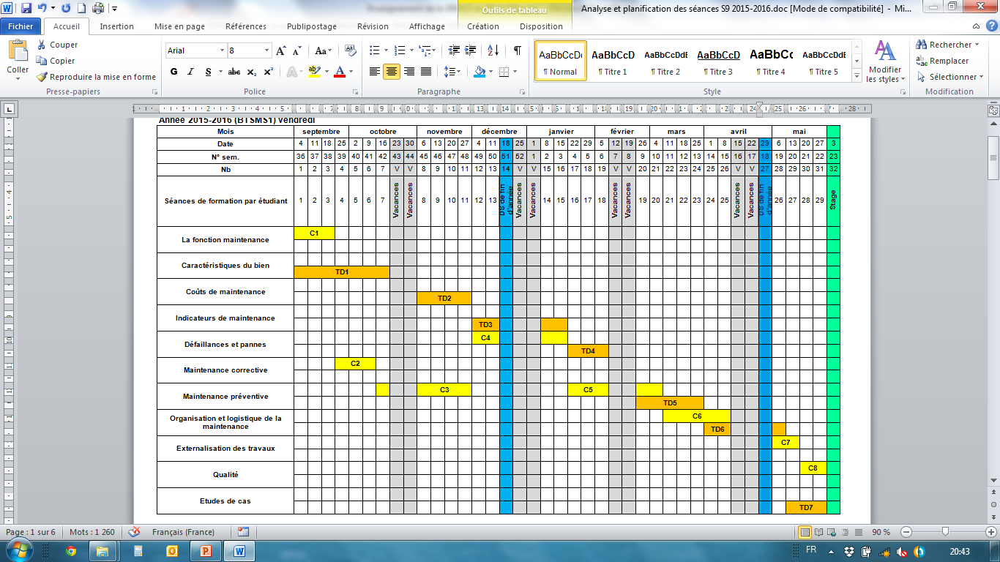 Outils de tableau
Analyse et planification des séances S9 2015-2016.doc [Mode de compatibilité] - Mi...
Fichier Accueil Insertion Mise en page Références Publipostage Révision Affichage Création Disposition
Coller
Couper
Copier
Reproduire la mise en forme
Presse-papiers
Arial 8
G I S abc x₂ x²
Police
Paragraphe
AaBbCcDc AaBbCcD AaBbCcDdE AaBbCcD AaBbCc AaBbCcDdE
¶ Normal ¶ Titre 1 ¶ Titre 2 ¶ Titre 3 ¶ Titre 4 ¶ Titre 5
Style
Modifier les styles
Rechercher
Remplacer
Sélectionner
Modification
Année 2015-2016 (BTSMS1) vendredi
Mois septembre octobre novembre décembre janvier février mars avril mai
Date 4 11 18 25 2 9 16 23 30 6 13 20 27 4 11 18 25 1 8 15 22 29 5 12 19 26 4 11 18 25 1 8 15 22 29 6 13 20 27 3
N° sem. 36 37 38 39 40 41 42 43 44 45 46 47 48 49 50 51 52 1 2 3 4 5 6 7 8 9 10 11 12 13 14 15 16 17 18 19 20 21 22 23
Nb 1 2 3 4 5 6 7 V V 8 9 10 11 12 13 14 V V 15 16 17 18 19 V V 20 21 22 23 24 25 26 V V 27 28 29 30 31 32
Séances de formation par étudiant 1 2 3 4 5 6 7 Vacances Vacances 8 9 10 11 12 13 DS de fin d'année Vacances Vacances 14 15 16 17 18 Vacances Vacances 19 20 21 22 23 24 25 Vacances Vacances DS de fin d'année 26 27 28 29 Stage
C1
La fonction maintenance
Caractéristiques du bien
TD1
Coûts de maintenance
TD2
Indicateurs de maintenance
TD3
C4
Défaillances et pannes
TD4
C2
Maintenance corrective
C3 C5
Maintenance préventive
TD5
C6
Organisation et logistique de la
maintenance
TD6
C7
Externalisation des travaux
C8
Qualité
Etudes de cas
TD7
Page : 1 sur 6 Mots : 1 260 Français (France) 90 %
FR 20:43